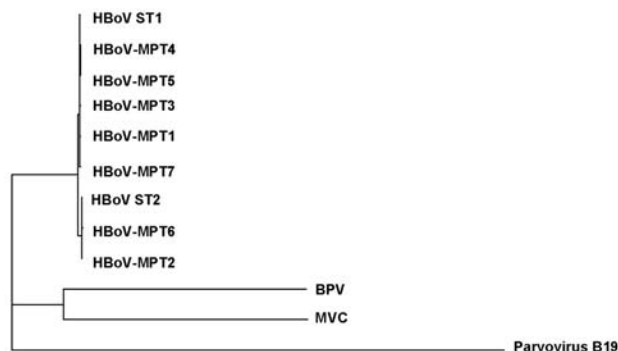 HBoV ST1
HBoV-MPT4
HBoV-MPT5
HBoV-MPT3
HBoV-MPT1
HBoV-MPT7
HBoV ST2
HBoV-MPT6
HBoV-MPT2
BPV
MVC
Parvovirus B19